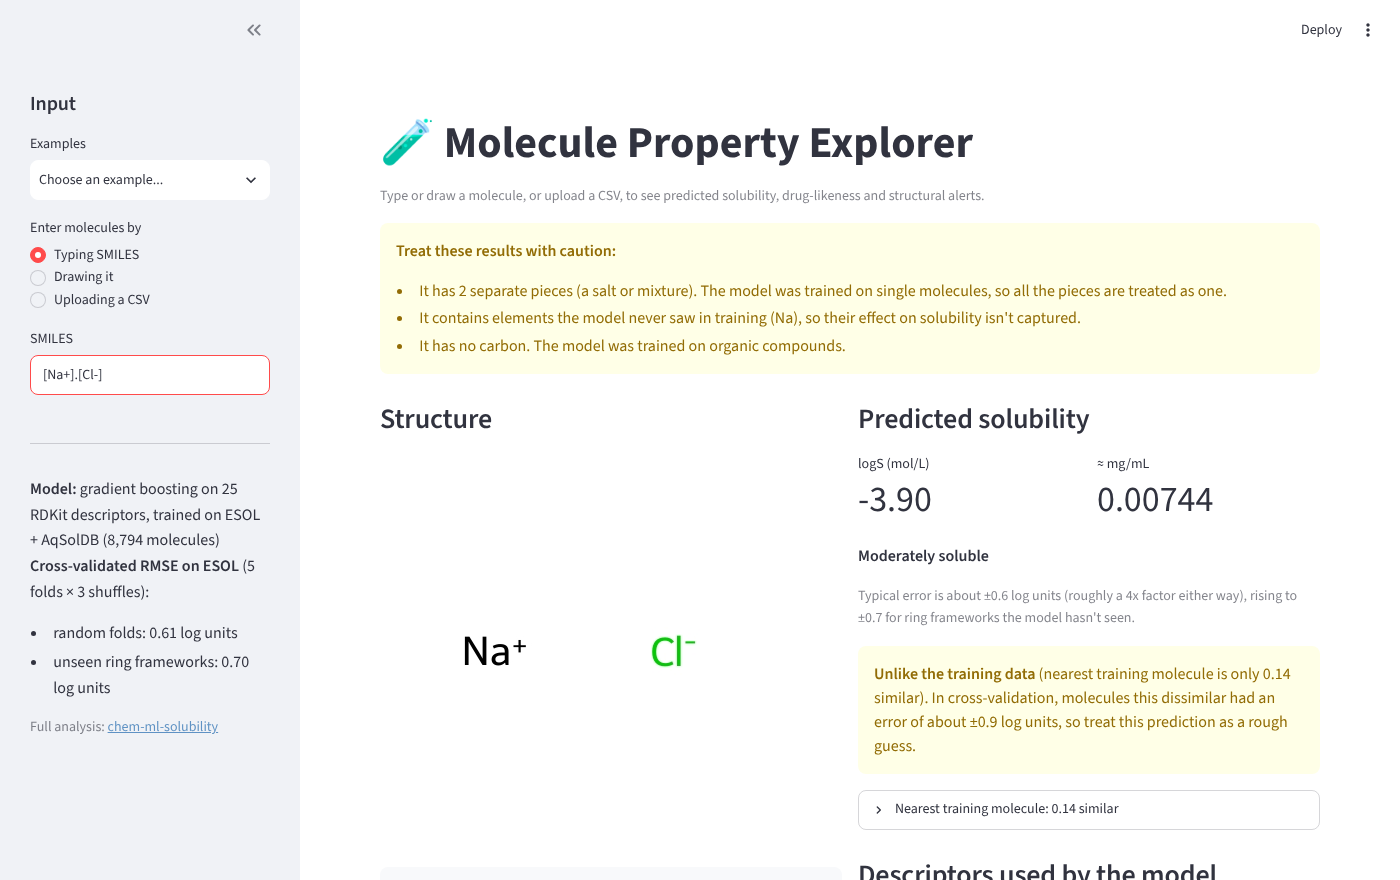 Deploy
Input
Examples
Choose an example...
Enter molecules by
Typing SMILES
Drawing it
Uploading a CSV
SMILES
[Na+].[Cl-]
Model: gradient boosting on 25
RDKit descriptors, trained on ESOL
+ AqSolDB (8,794 molecules)
Cross-validated RMSE on ESOL (5
folds × 3 shuffles):
• random folds: 0.61 log units
• unseen ring frameworks: 0.70
log units
Full analysis: chem-ml-solubility
Molecule Property Explorer
Type or draw a molecule, or upload a CSV, to see predicted solubility, drug-likeness and structural alerts.
Treat these results with caution:
• It has 2 separate pieces (a salt or mixture). The model was trained on single molecules, so all the pieces are treated as one.
• It contains elements the model never saw in training (Na), so their effect on solubility isn't captured.
• It has no carbon. The model was trained on organic compounds.
Structure
Na⁺ Cl⁻
Predicted solubility
logS (mol/L) ≈ mg/mL
-3.90 0.00744
Moderately soluble
Typical error is about ±0.6 log units (roughly a 4x factor either way), rising to
±0.7 for ring frameworks the model hasn't seen.
Unlike the training data (nearest training molecule is only 0.14
similar). In cross-validation, molecules this dissimilar had an
error of about ±0.9 log units, so treat this prediction as a rough
guess.
Nearest training molecule: 0.14 similar
Descriptors used by the model